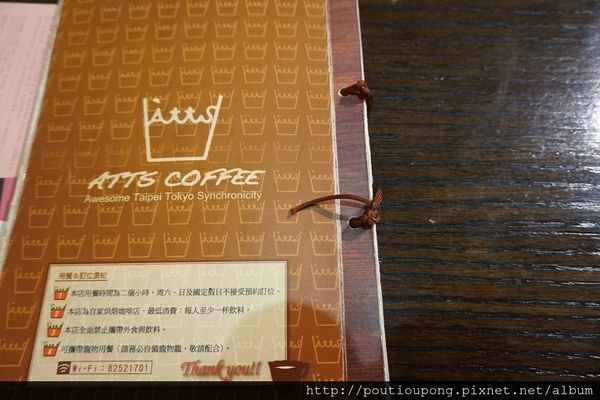 Atts
ATTS COFFEE
Awesome Taipei Tokyo Synchronicity
用餐&訂位須知
1 本店用餐時間為二個小時，周六、日及國定假日不接受預約訂位。
2 本店為自家烘焙咖啡店，最低消費：每人至少一杯飲料。
3 本店全面禁止攜帶外食與飲料。
4 可攜帶寵物用餐（請務必自備寵物籠，敬請配合）。
Wi-Fi：82521701
Thank you!!
http://poutioupong.pixnet.net/album